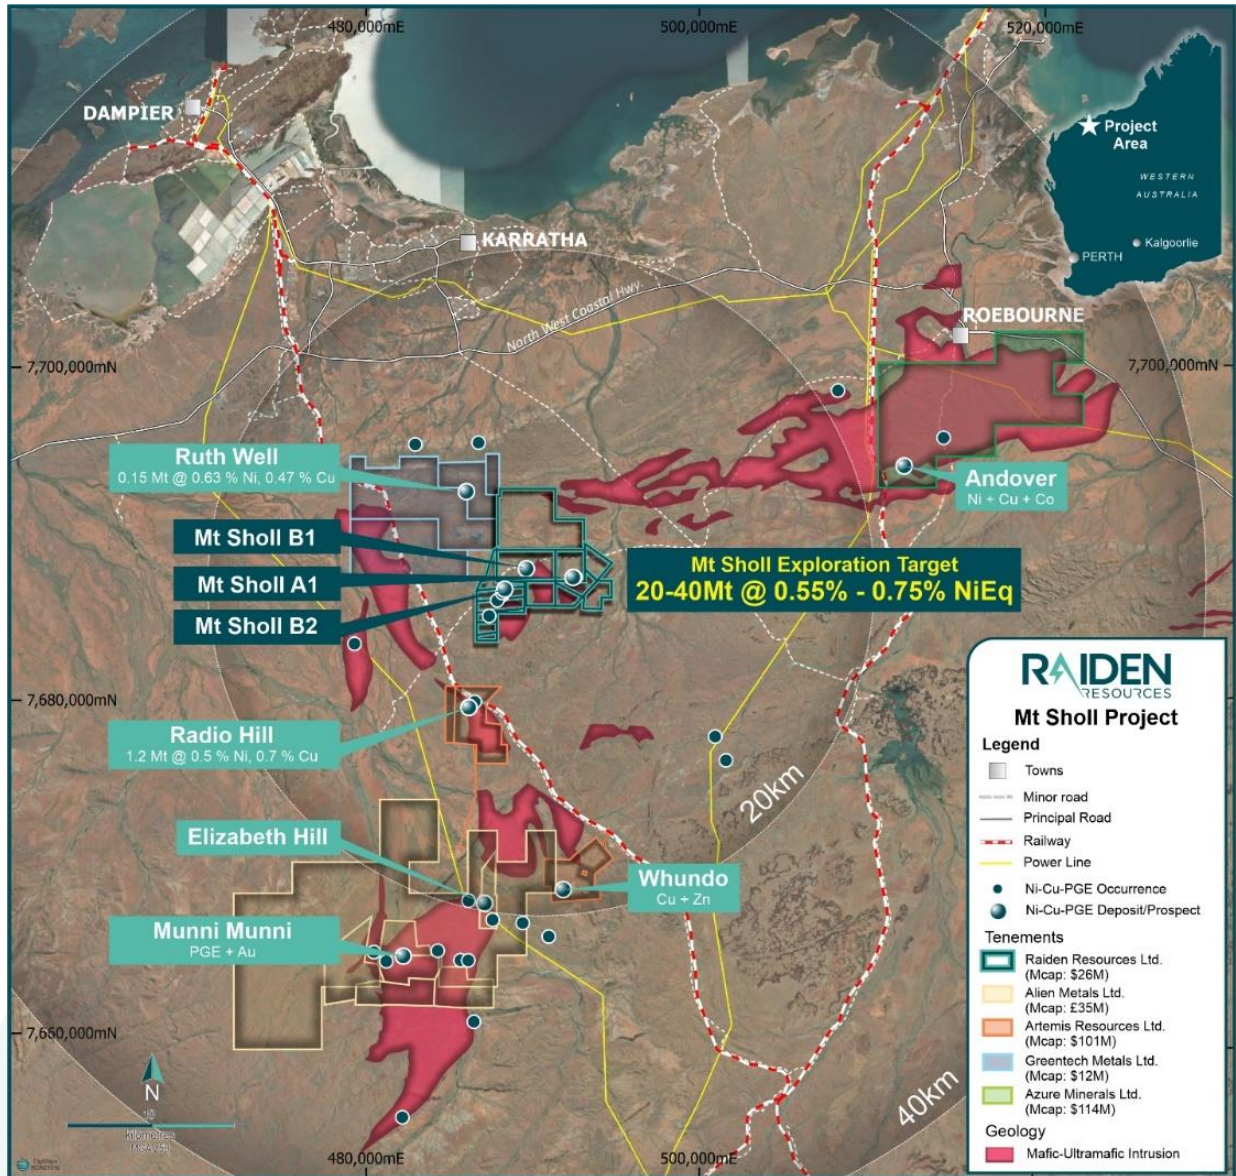 480,000mE
500,000mE
520,000mE
DAMPIER
Project
Area
WESTERN
AUSTRALIA
Kalgoorlie
PERTH
KARRATHA
North West Coastal Hwy.
ROEBOURNE
7,700,000mN
7,700,000mN
Ruth Well
0.15 Mt @ 0.63 % Ni, 0.47 % Cu
Andover
Ni + Cu + Co
Mt Sholl B1
Mt Sholl A1
Mt Sholl B2
Mt Sholl Exploration Target
20-40Mt @ 0.55% - 0.75% NiEq
7,680,000mN
Radio Hill
1.2 Mt @ 0.5 % Ni, 0.7 % Cu
20km
Elizabeth Hill
Whundo
Cu + Zn
Munni Munni
PGE + Au
7,660,000mN
40km
N
kilometres
480,000mE
500,000mE
RAIDEN
RESOURCES
Mt Sholl Project
Legend
Towns
Minor road
Principal Road
Railway
Power Line
Ni-Cu-PGE Occurrence
Ni-Cu-PGE Deposit/Prospect
Tenements
Raiden Resources Ltd.
(Mcap: $26M)
Alien Metals Ltd.
(Mcap: £35M)
Artemis Resources Ltd.
(Mcap: $101M)
Greentech Metals Ltd.
(Mcap: $12M)
Azure Minerals Ltd.
(Mcap: $114M)
Geology
Mafic-Ultramafic Intrusion